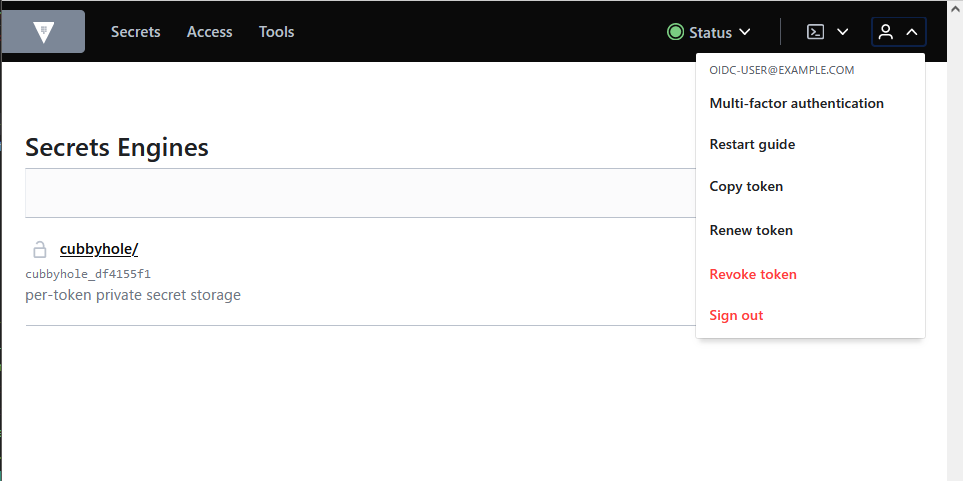 Secrets Access Tools Status
OIDC-USER@EXAMPLE.COM
Multi-factor authentication
Restart guide
Copy token
Renew token
Revoke token
Sign out
Secrets Engines
cubbyhole/
cubbyhole_df4155f1
per-token private secret storage